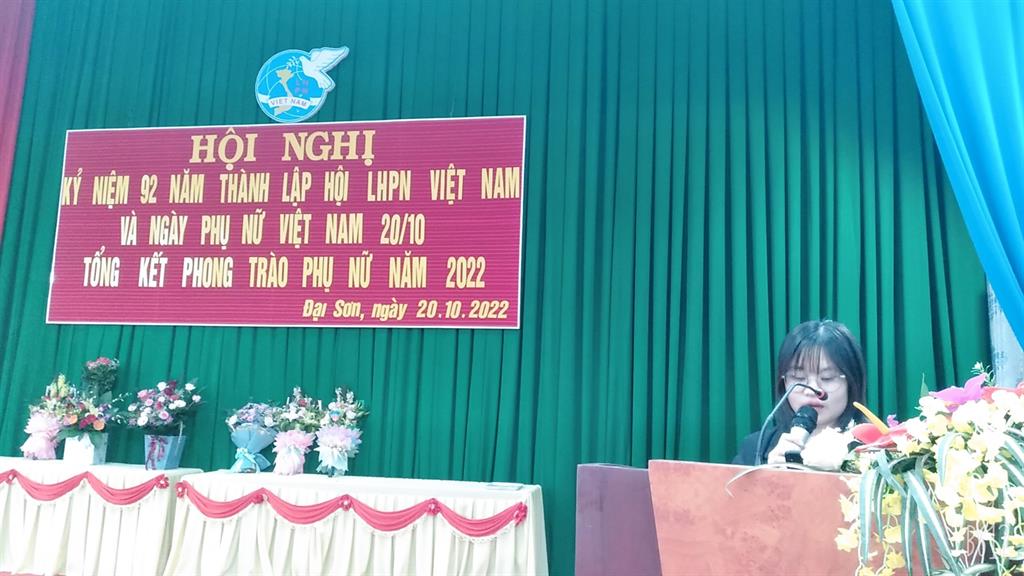 VIỆT NAM
HỘI NGHỊ
KỶ NIỆM 92 NĂM THÀNH LẬP HỘI LHPN VIỆT NAM
VÀ NGÀY PHỤ NỮ VIỆT NAM 20/10
TỔNG KẾT PHONG TRÀO PHỤ NỮ NĂM 2022
Đại Sơn, ngày 20.10.2022